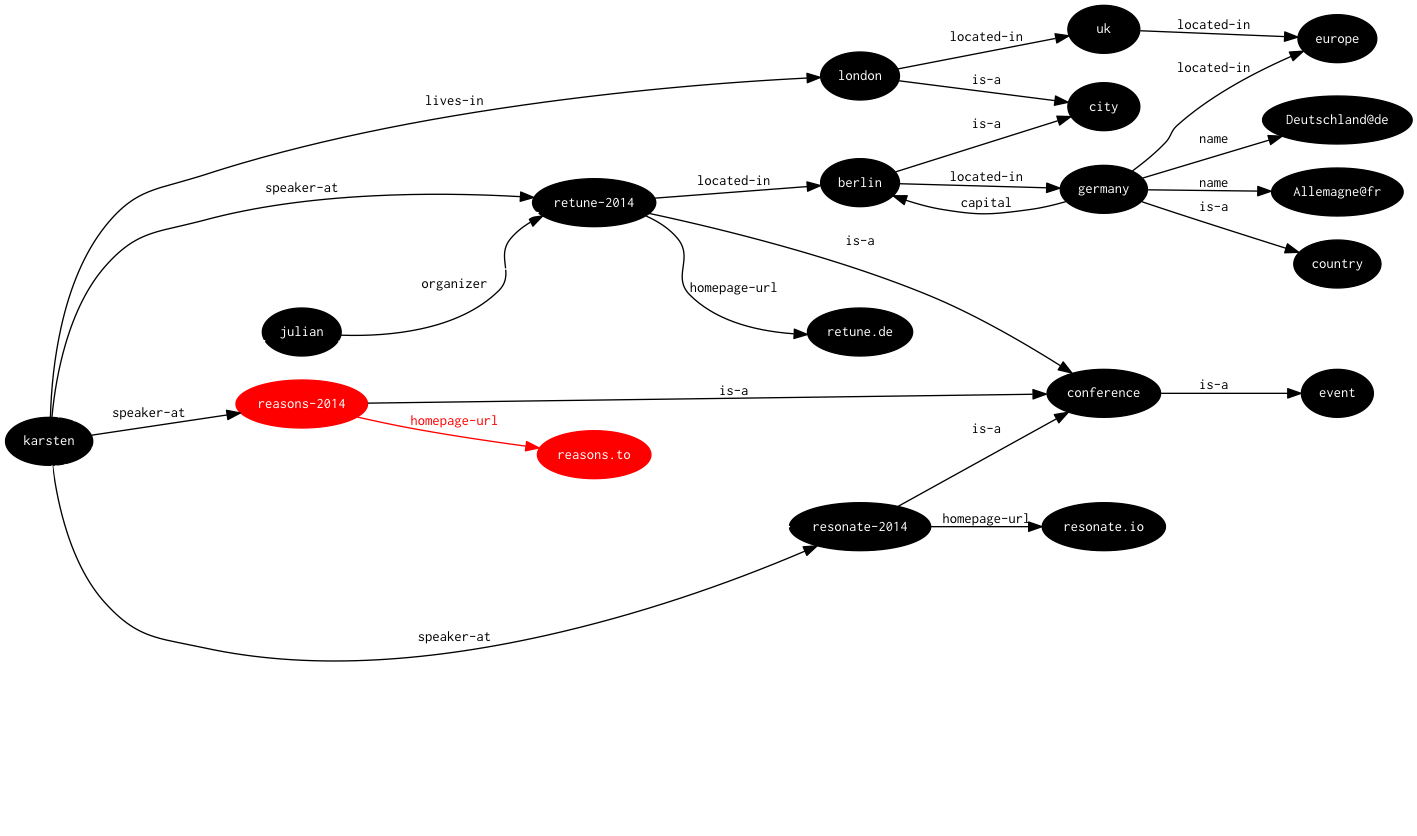 uk
located-in
europe
located-in
london
located-in
is-a
city
lives-in
Deutschland@de
is-a
name
speaker-at
located-in
berlin
located-in
germany
name
Allemagne@fr
retune-2014
capital
is-a
is-a
country
organizer
homepage-url
julian
retune.de
reasons-2014
is-a
conference
is-a
event
speaker-at
homepage-url
is-a
karsten
reasons.to
resonate-2014
homepage-url
resonate.io
speaker-at